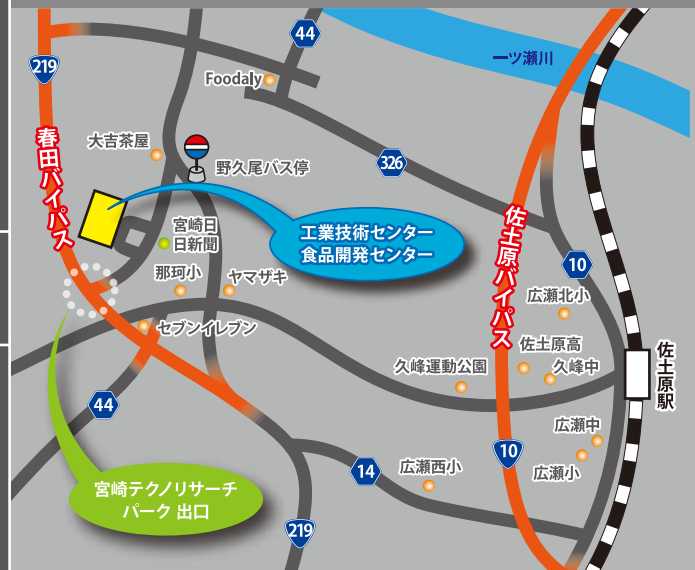 44
一ツ瀬川
219
Foodaly
大吉茶屋
野久尾バス停
326
春田バイパス
宮崎日
日新聞
工業技術センター
食品開発センター
佐土原バイパス
10
那珂小
ヤマザキ
広瀬北小
セブンイレブン
佐土原高
久峰中
久峰運動公園
佐土原駅
44
広瀬中
10
広瀬小
14
広瀬西小
宮崎テクノリサーチ
パーク 出口
219